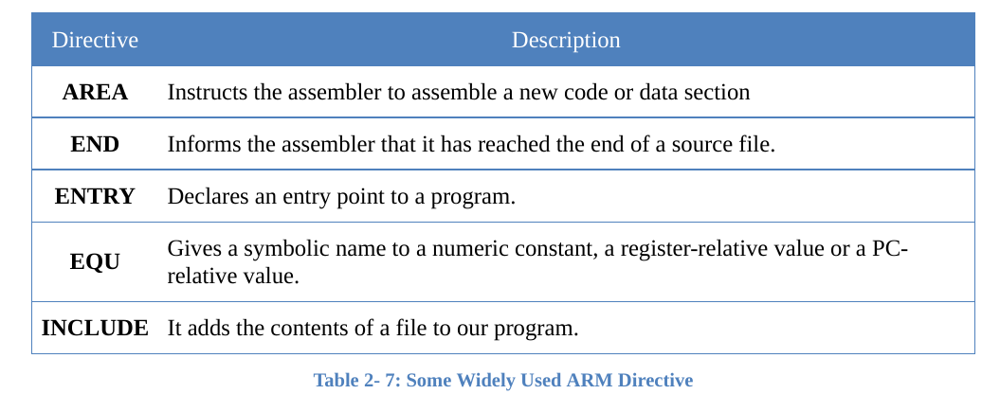 Directive Description
AREA Instructs the assembler to assemble a new code or data section
END Informs the assembler that it has reached the end of a source file.
ENTRY Declares an entry point to a program.
EQU Gives a symbolic name to a numeric constant, a register-relative value or a PC-
relative value.
INCLUDE It adds the contents of a file to our program.
Table 2- 7: Some Widely Used ARM Directive